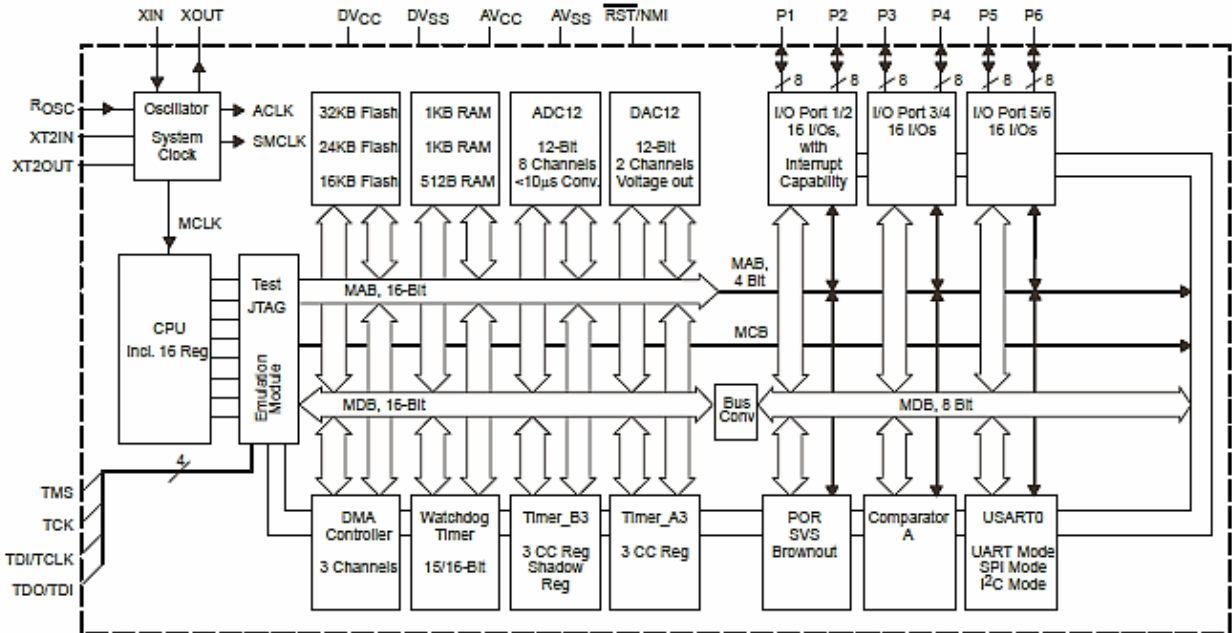 XIN XOUT DVCC DVSS AVCC AVSS RST/NMI P1 P2 P3 P4 P5 P6
8 8 8 8 8 8
ROSC
XT2IN
XT2OUT
Oscillator
System
Clock
ACLK
SMCLK
MCLK
32KB Flash
24KB Flash
16KB Flash
1KB RAM
1KB RAM
512B RAM
ADC12
12-Bit
8 Channels
<10µs Conv.
DAC12
12-Bit
2 Channels
Voltage out
I/O Port 1/2
16 I/Os,
with
Interrupt
Capability
I/O Port 3/4
16 I/Os
I/O Port 5/6
16 I/Os
CPU
Incl. 16 Reg
Test
JTAG
Emulation
Module
MAB, 16-Bit
MAB,
4 Bit
MCB
MDB, 16-Bit
Bus
Conv
MDB, 8 Bit
4
TMS
TCK
TDI/TCLK
TDO/TDI
DMA
Controller
3 Channels
Watchdog
Timer
15/16-Bit
Timer_B3
3 CC Reg
Shadow
Reg
Timer_A3
3 CC Reg
POR
SVS
Brownout
Comparator
A
USART0
UART Mode
SPI Mode
I²C Mode